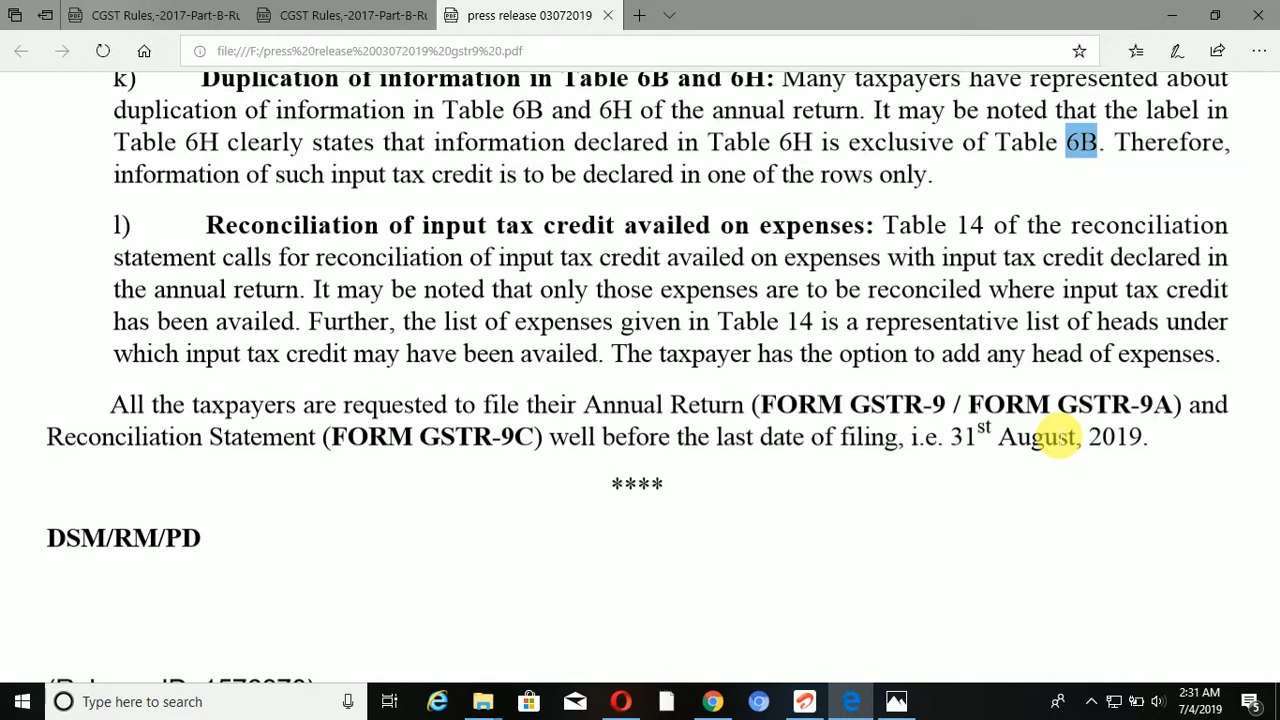 CGST Rules,-2017-Part-B-Ru
CGST Rules,-2017-Part-B-Ru
press release 03072019
file:///F:/press%20release%2003072019%20gstr9%20.pdf
k) Duplication of information in Table 6B and 6H: Many taxpayers have represented about
duplication of information in Table 6B and 6H of the annual return. It may be noted that the label in
Table 6H clearly states that information declared in Table 6H is exclusive of Table 6B. Therefore,
information of such input tax credit is to be declared in one of the rows only.
l) Reconciliation of input tax credit availed on expenses: Table 14 of the reconciliation
statement calls for reconciliation of input tax credit availed on expenses with input tax credit declared in
the annual return. It may be noted that only those expenses are to be reconciled where input tax credit
has been availed. Further, the list of expenses given in Table 14 is a representative list of heads under
which input tax credit may have been availed. The taxpayer has the option to add any head of expenses.
All the taxpayers are requested to file their Annual Return (FORM GSTR-9 / FORM GSTR-9A) and
Reconciliation Statement (FORM GSTR-9C) well before the last date of filing, i.e. 31st August, 2019.
****
DSM/RM/PD
Type here to search
2:31 AM
7/4/2019
5